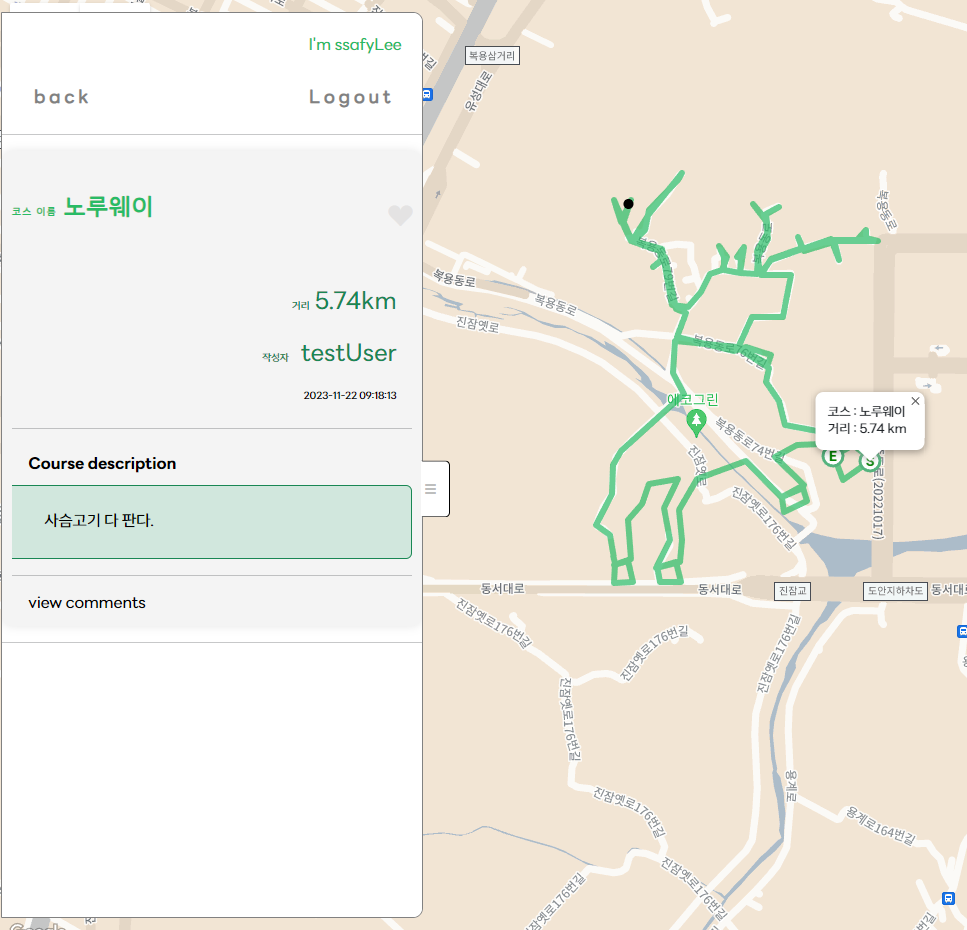 I'm ssafyLee
back
Logout
코스 이름 노루웨이
거리 5.74km
작성자 testUser
2023-11-22 09:18:13
Course description
사슴고기 다 판다.
view comments
복용삼거리
유성대로
복용동로
복용동로
복용동로79번길
복용동로
복용동로
진잠옛로
복용동로76번길
에코그린
코스 : 노루웨이
거리 : 5.74 km
복용동로74번길
E
S
진잠옛로
진잠옛로176번길
(20221017)
동서대로
동서대로
진잠교
도안지하차도
동서대로
진잠옛로176번길
진잠옛로176번길
진잠옛로176번길
진잠옛로176번길
용계로
진잠옛로176번길
용계로164번길
진잠옛로176번길
진잠옛로176번길